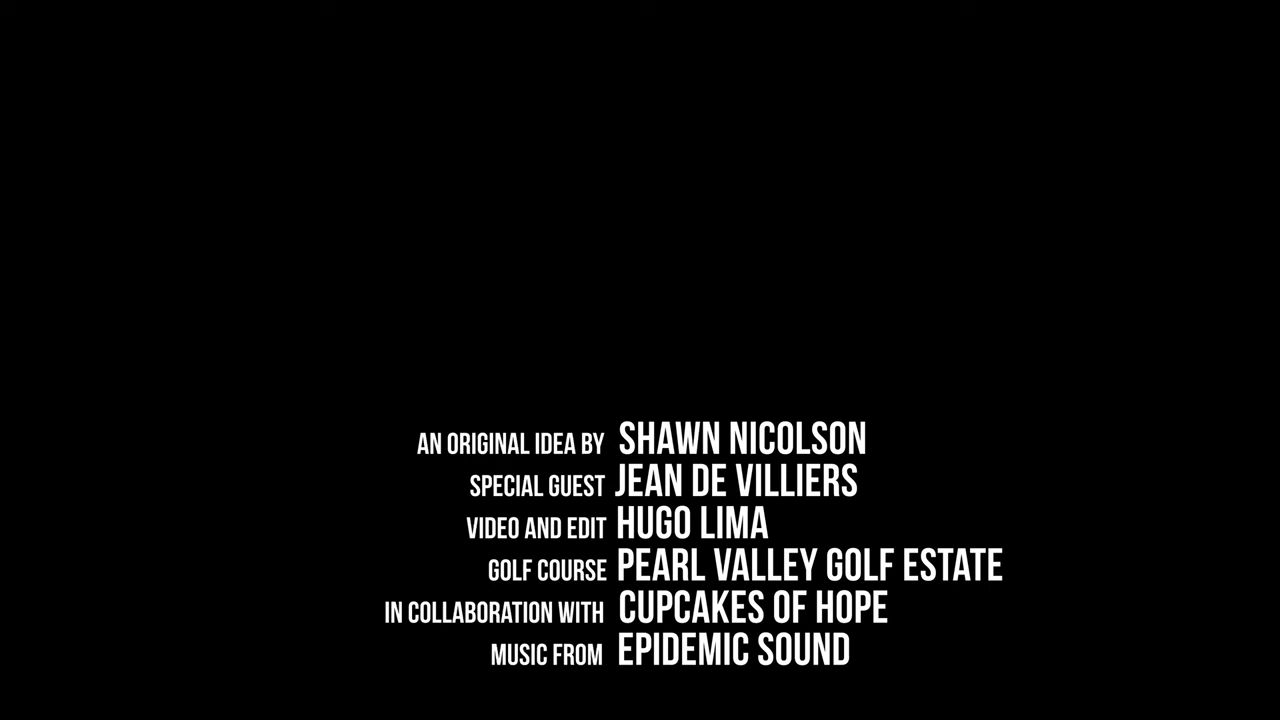 AN ORIGINAL IDEA BY SHAWN NICOLSON
SPECIAL GUEST JEAN DE VILLIERS
VIDEO AND EDIT HUGO LIMA
GOLF COURSE PEARL VALLEY GOLF ESTATE
IN COLLABORATION WITH CUPCAKES OF HOPE
MUSIC FROM EPIDEMIC SOUND